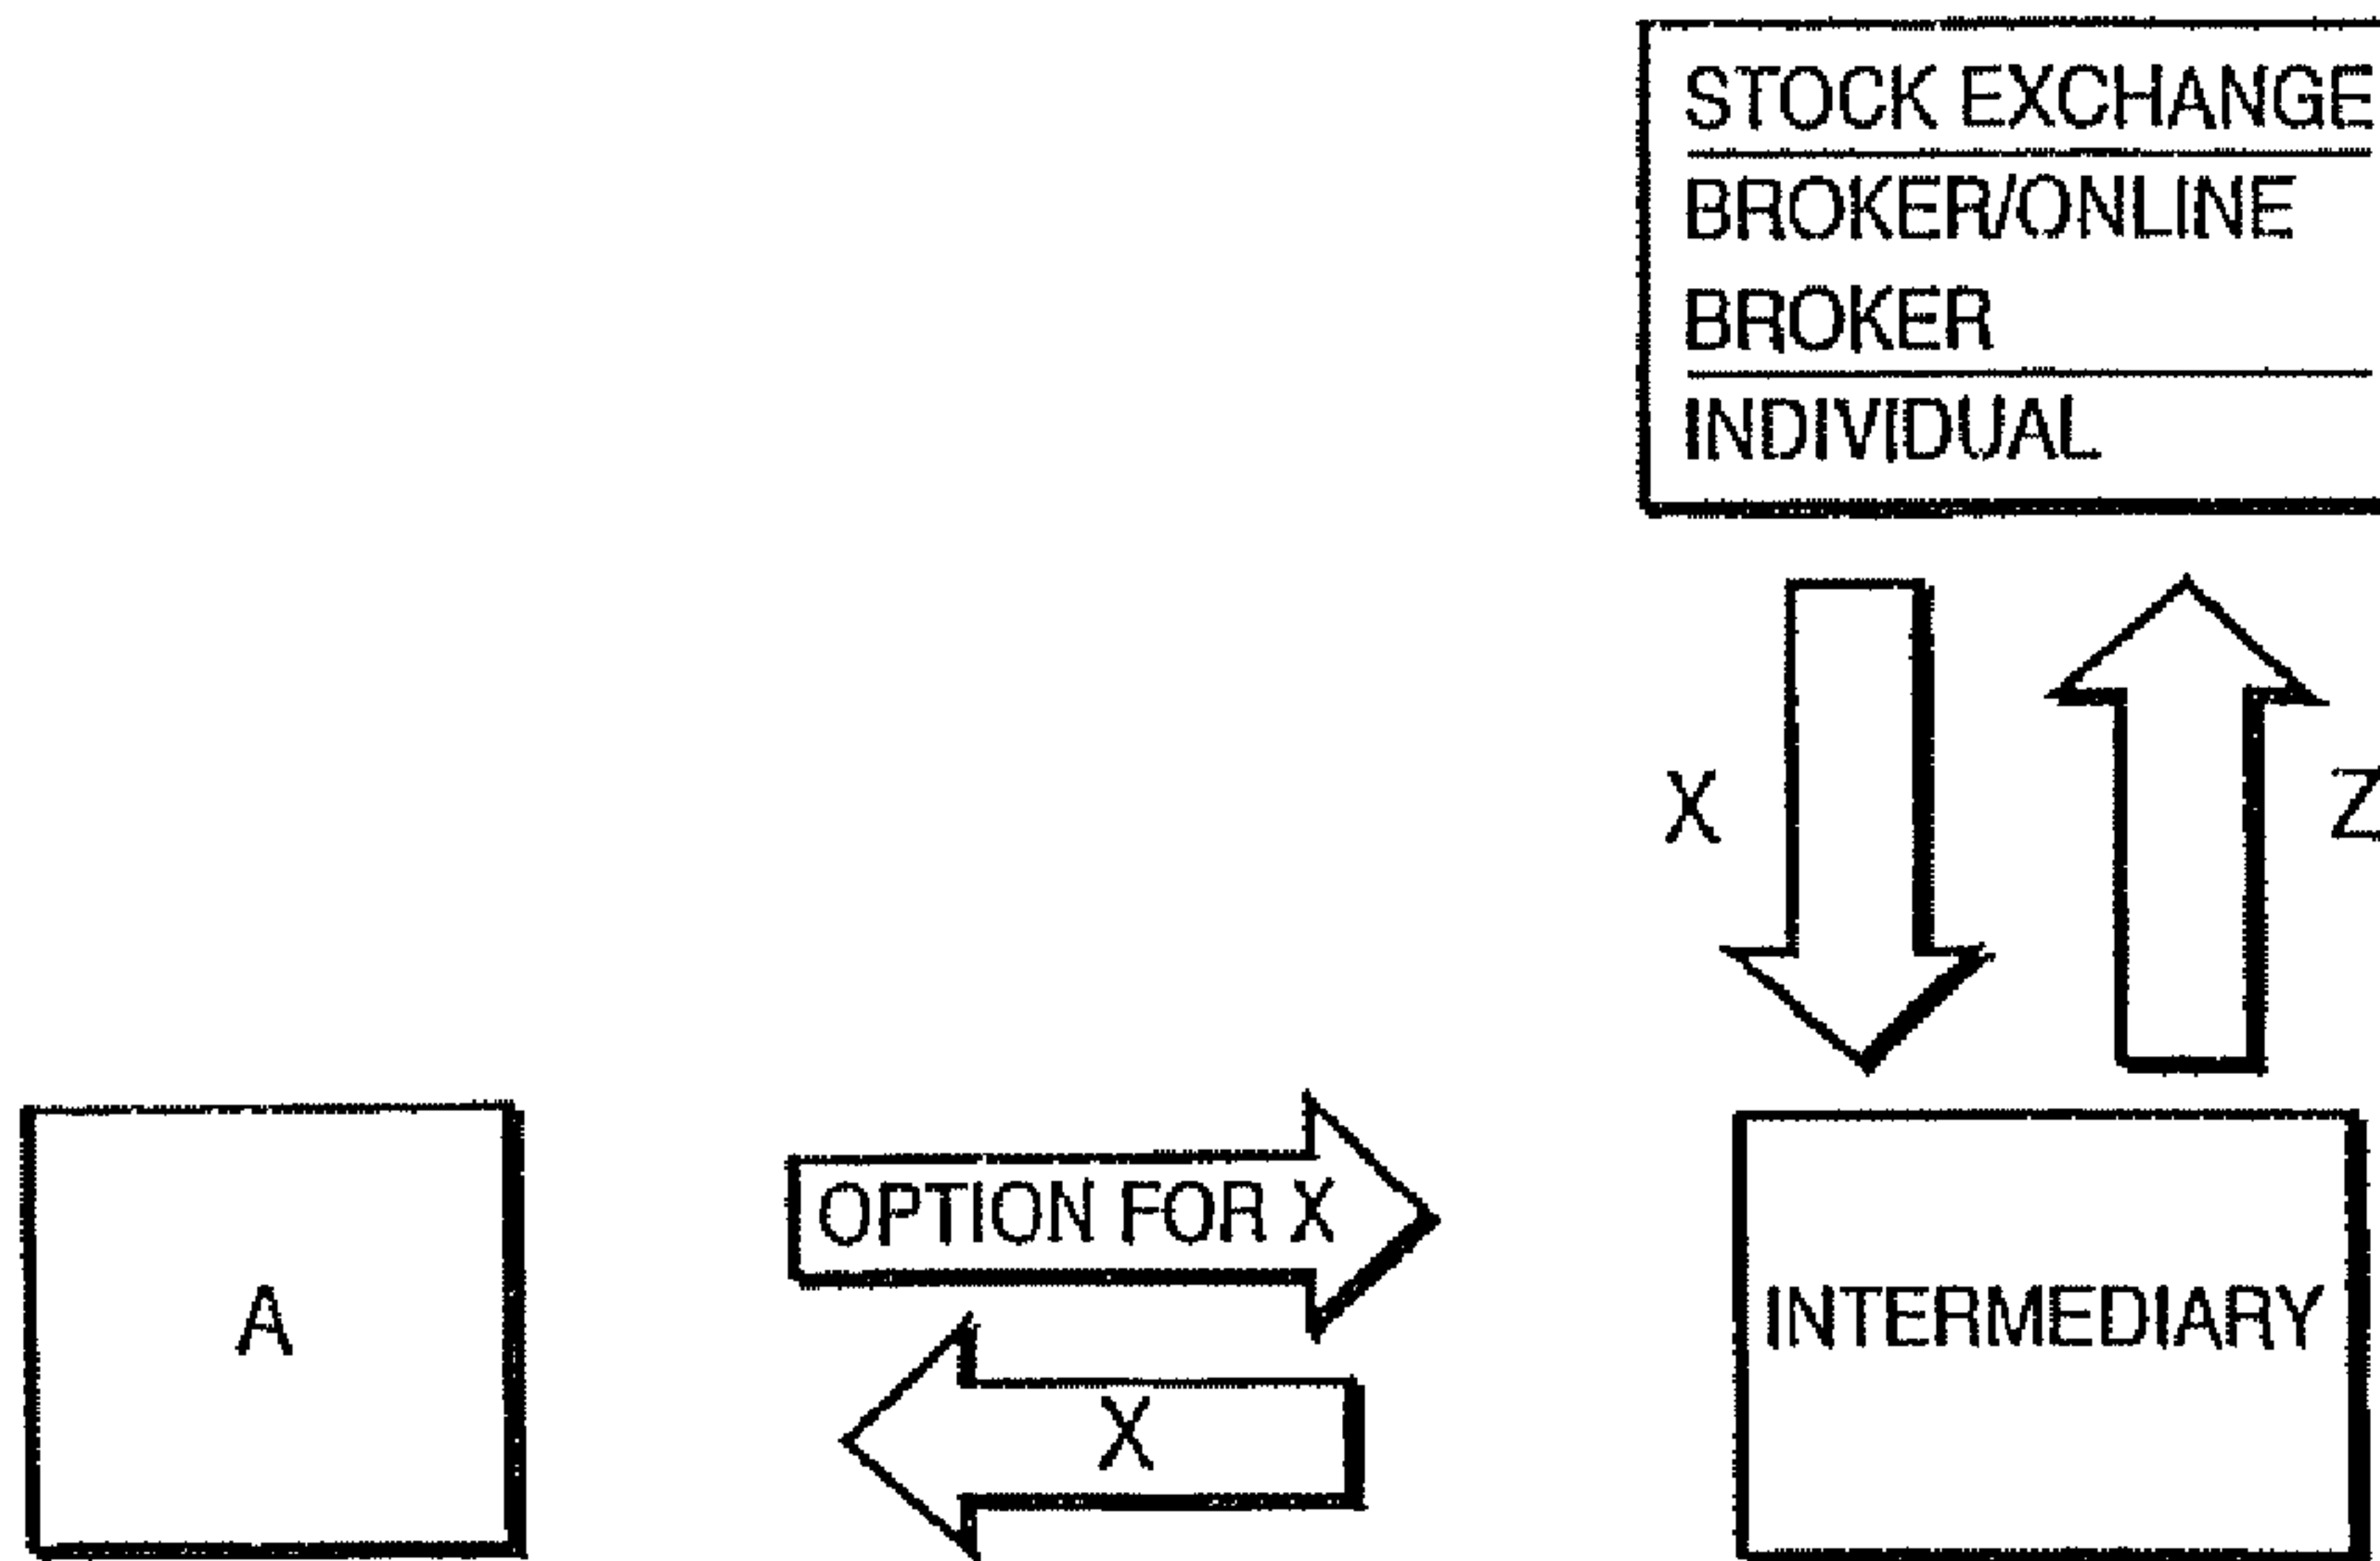 STOCK EXCHANGE
BROKER/ONLINE
BROKER
INDIVIDUAL
X
Z
OPTION FOR X
A
INTERMEDIARY
X